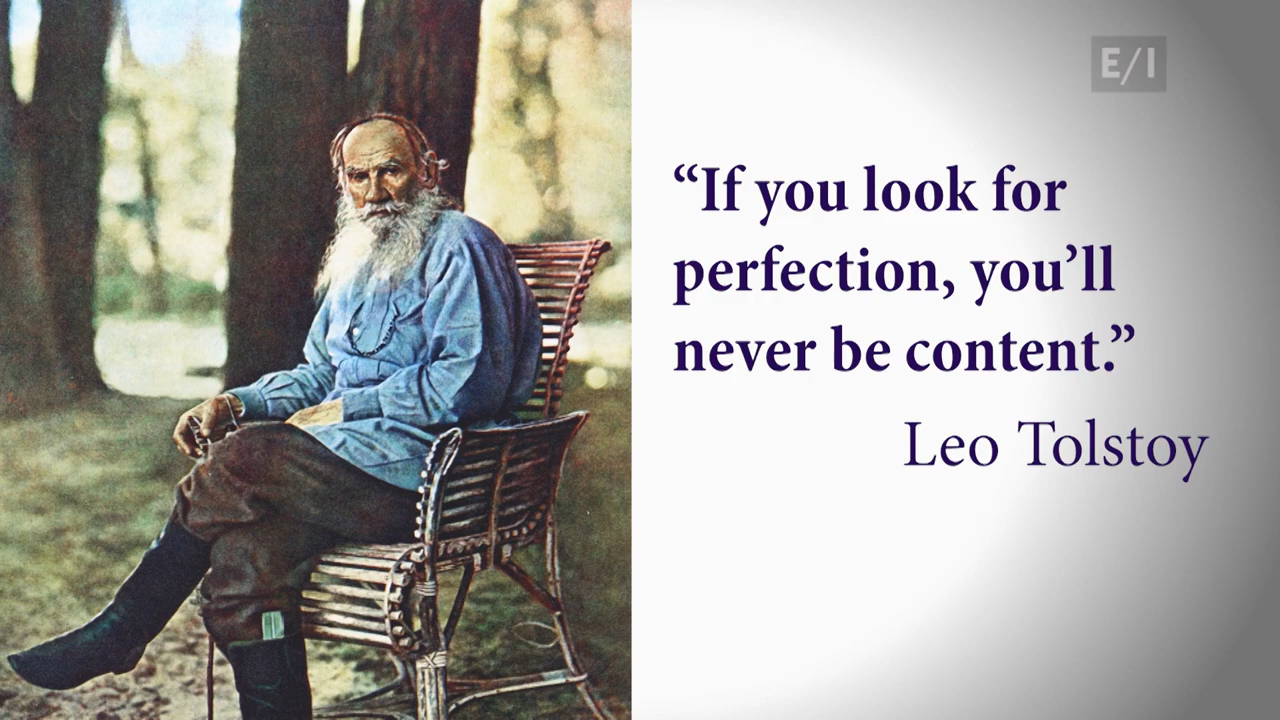 E/I
“If you look for
perfection, you’ll
never be content.”
Leo Tolstoy